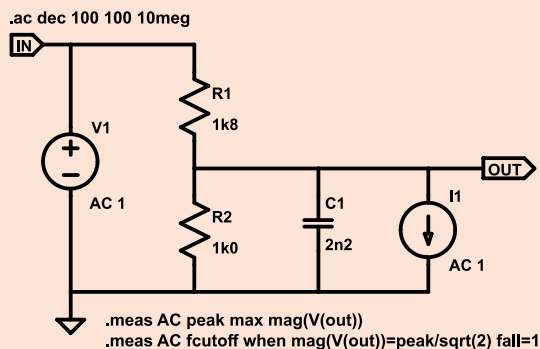 .ac dec 100 100 10meg
IN
R1
1k8
V1
AC 1
OUT
R2
1k0
C1
2n2
I1
AC 1
.meas AC peak max mag(V(out))
.meas AC fcutoff when mag(V(out))=peak/sqrt(2) fall=1